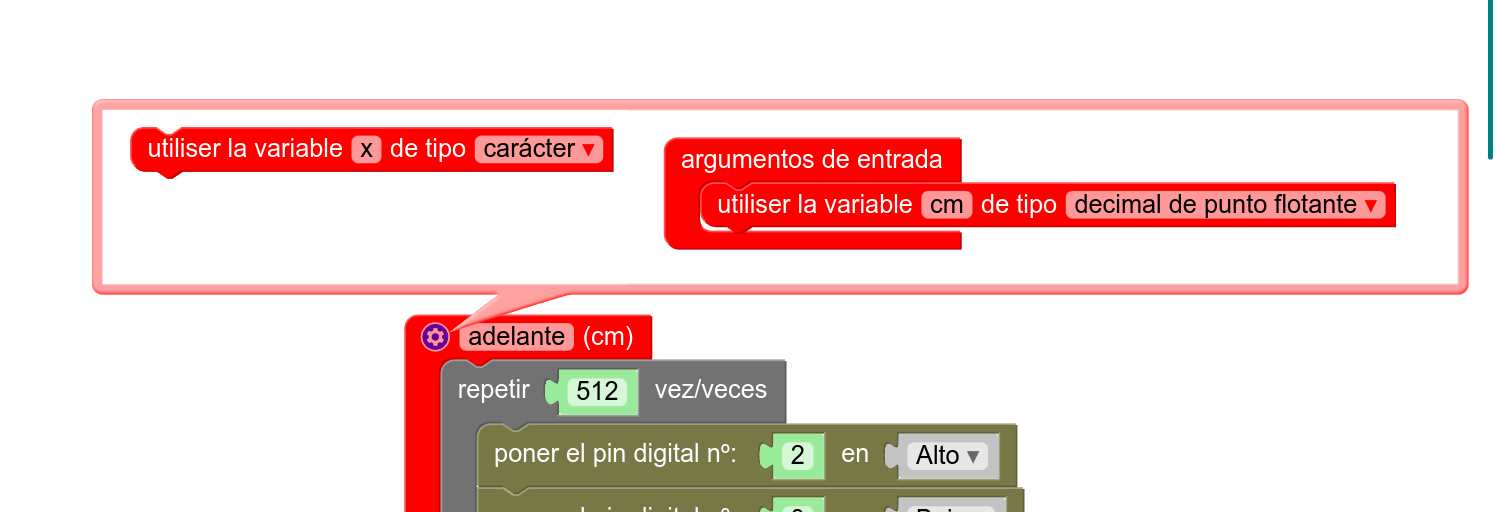 utiliser la variable x de tipo carácter
argumentos de entrada
utiliser la variable cm de tipo decimal de punto flotante
adelante (cm)
repetir 512 vez/veces
poner el pin digital nº: 2 en Alto